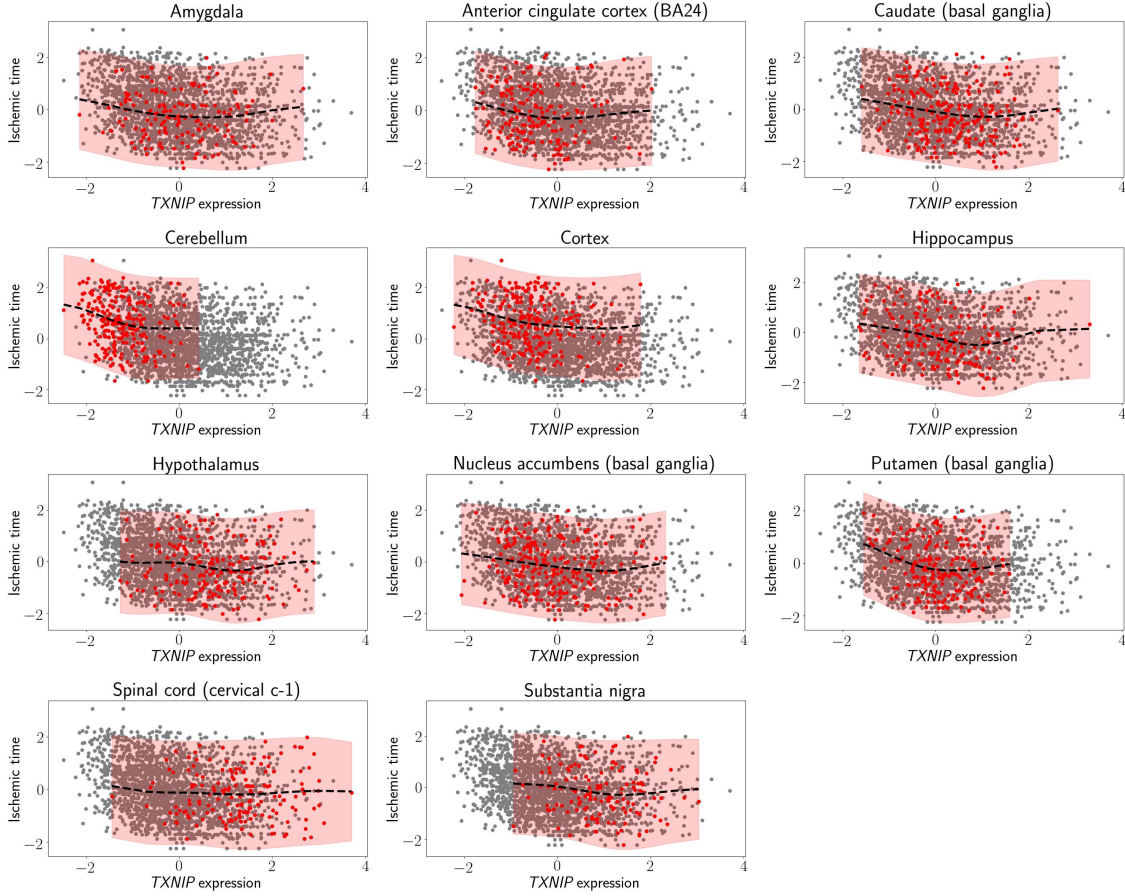 Amygdala
Anterior cingulate cortex (BA24)
Caudate (basal ganglia)
Ischemic time
2
0
−2
−2
0
2
4
TXNIP expression
Ischemic time
2
0
−2
−2
0
2
4
TXNIP expression
Ischemic time
2
0
−2
−2
0
2
4
TXNIP expression
Cerebellum
Cortex
Hippocampus
Ischemic time
2
0
−2
−2
0
2
4
TXNIP expression
Ischemic time
2
0
−2
−2
0
2
4
TXNIP expression
Ischemic time
2
0
−2
−2
0
2
4
TXNIP expression
Hypothalamus
Nucleus accumbens (basal ganglia)
Putamen (basal ganglia)
Ischemic time
2
0
−2
−2
0
2
4
TXNIP expression
Ischemic time
2
0
−2
−2
0
2
4
TXNIP expression
Ischemic time
2
0
−2
−2
0
2
4
TXNIP expression
Spinal cord (cervical c-1)
Substantia nigra
Ischemic time
2
0
−2
−2
0
2
4
TXNIP expression
Ischemic time
2
0
−2
−2
0
2
4
TXNIP expression